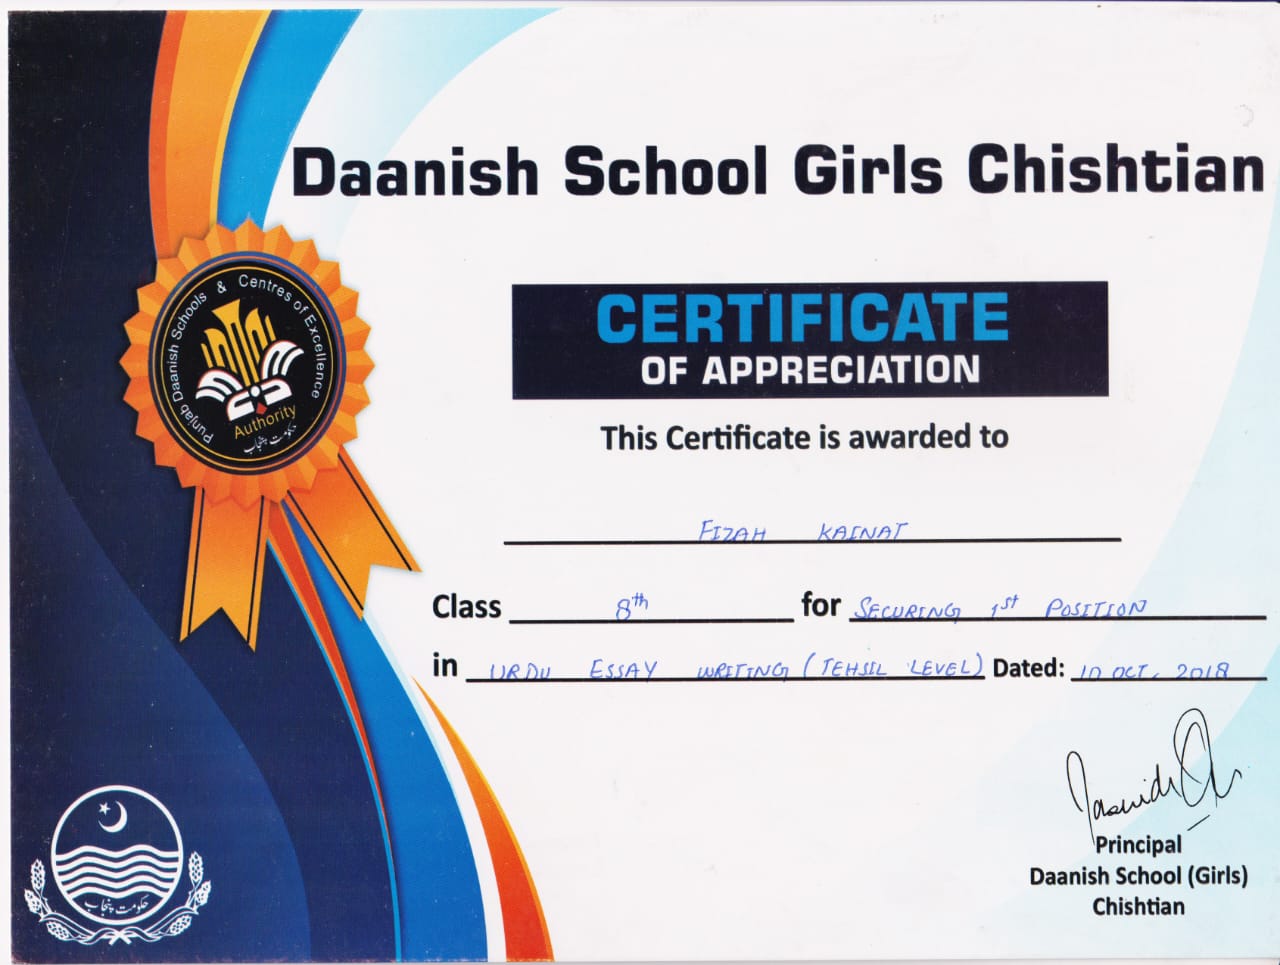 Daanish School Girls Chishtian
Punjab Daanish Schools & Centres of Excellence
Authority
حکومت پنجاب
CERTIFICATE
OF APPRECIATION
This Certificate is awarded to
FIZAH KAINAT
Class 8th for SECURING 1st POSITION
in URDU ESSAY WRITING (TEHSIL LEVEL) Dated: 10 OCT, 2018
Principal
Daanish School (Girls)
Chishtian
حکومت پنجاب